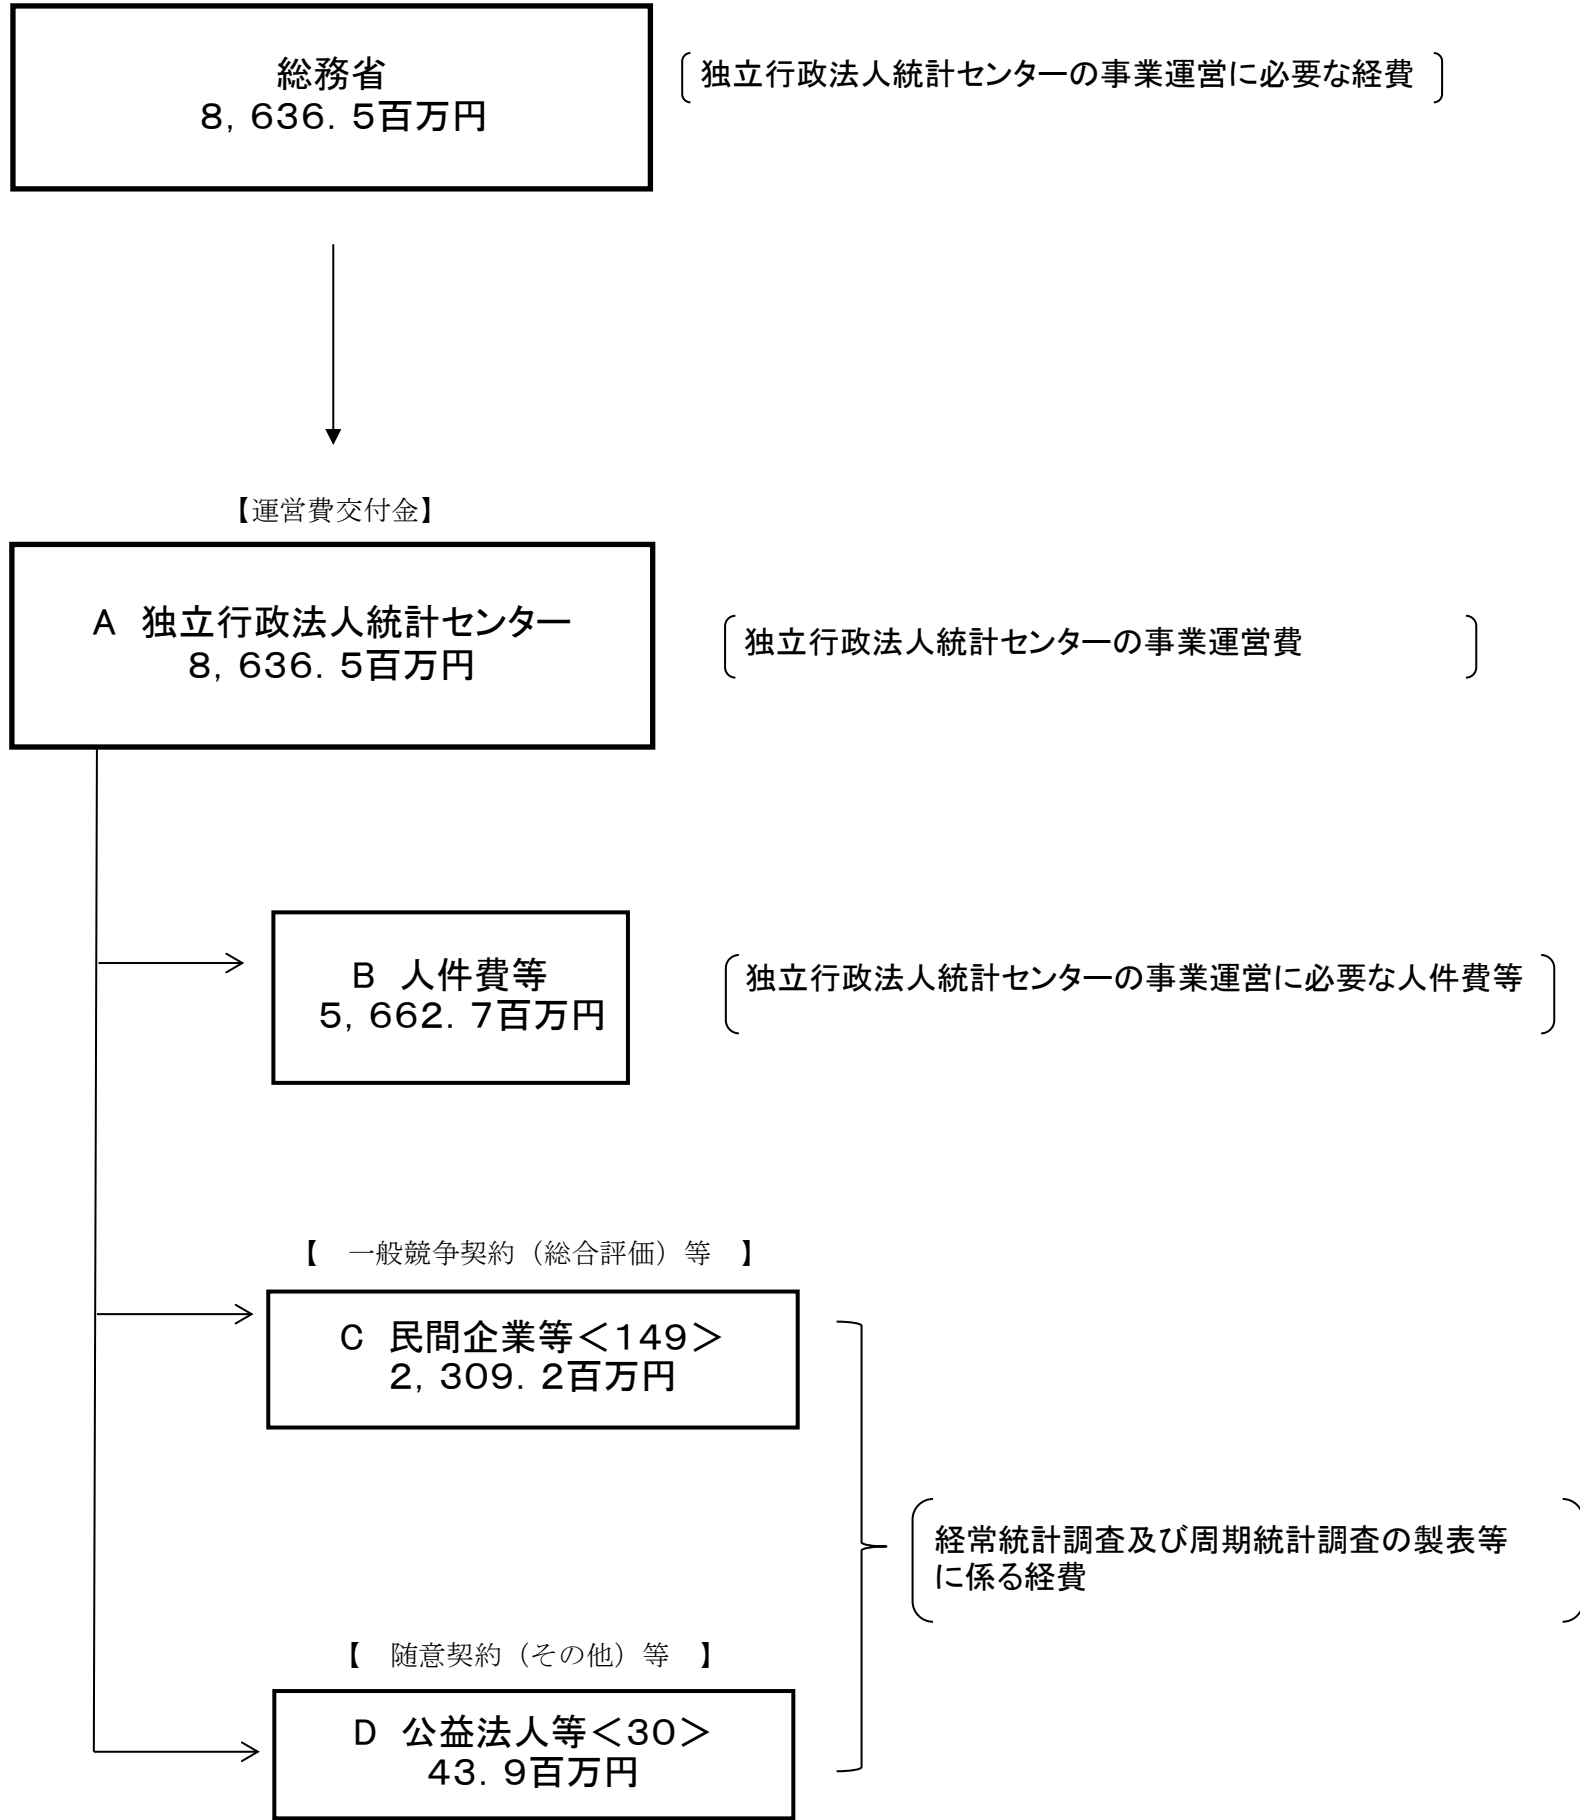 総務省
８，６３６．５百万円
独立行政法人統計センターの事業運営に必要な経費
【運営費交付金】
A　独立行政法人統計センター
８，６３６．５百万円
独立行政法人統計センターの事業運営費
B　人件費等
５，６６２．７百万円
独立行政法人統計センターの事業運営に必要な人件費等
【　一般競争契約（総合評価）等　】
C　民間企業等＜１４９＞
２，３０９．２百万円
経常統計調査及び周期統計調査の製表等
に係る経費
【　随意契約（その他）等　】
D　公益法人等＜３０＞
４３．９百万円